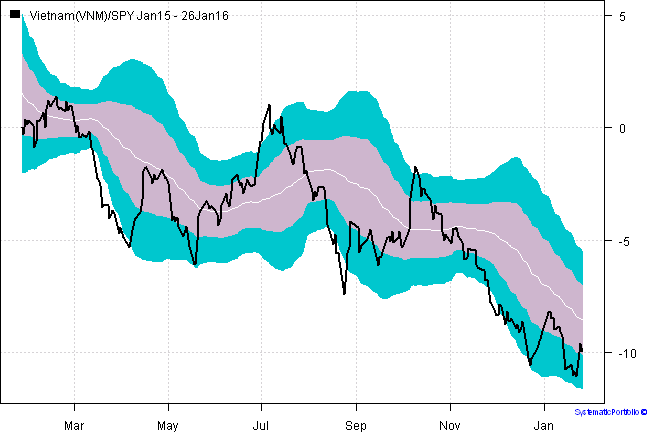 Vietnam(VNM)/SPY Jan15 - 26Jan16
5
0
-5
-10
Mar May Jul Sep Nov Jan
SystematicPortfolio ©